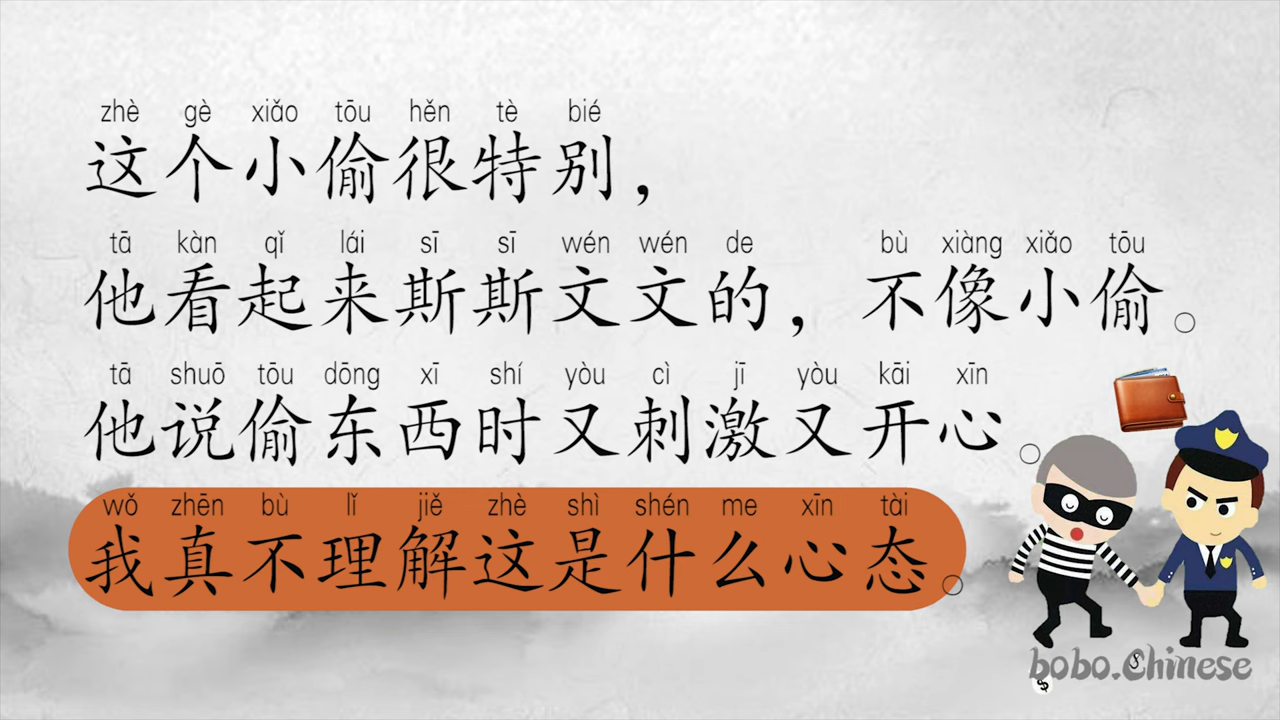 zhè gè xiǎo tōu hěn tè bié
这个小偷很特别，
tā kàn qǐ lái sī sī wén wén de bù xiàng xiǎo tōu
他看起来斯斯文文的，不像小偷。
tā shuō tōu dōng xī shí yòu cì jī yòu kāi xīn
他说偷东西时又刺激又开心。
wǒ zhēn bù lǐ jiě zhè shì shén me xīn tài
我真不理解这是什么心态。
bobo.Chinese